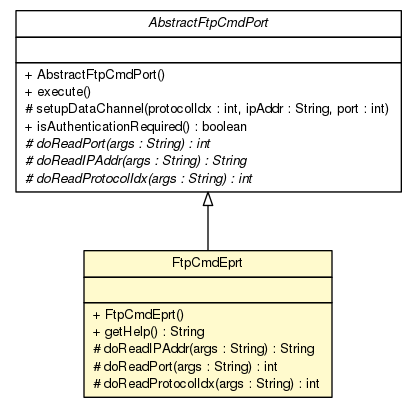 AbstractFtpCmdPort
+ AbstractFtpCmdPort()
+ execute()
# setupDataChannel(protocolIdx : int, ipAddr : String, port : int)
+ isAuthenticationRequired() : boolean
# doReadPort(args : String) : int
# doReadIPAddr(args : String) : String
# doReadProtocolIdx(args : String) : int
FtpCmdEprt
+ FtpCmdEprt()
+ getHelp() : String
# doReadIPAddr(args : String) : String
# doReadPort(args : String) : int
# doReadProtocolIdx(args : String) : int